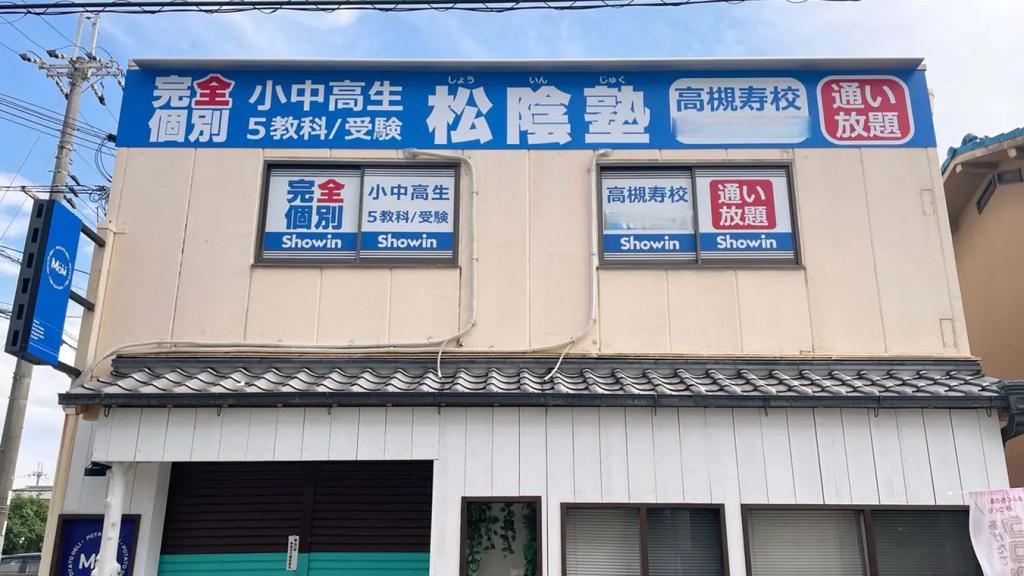 完全
個別
小中高生
5教科/受験
しょう いん じゅく
松陰塾
高槻寿校
通い
放題
完全
個別
Showin
小中高生
5教科/受験
Showin
高槻寿校
Showin
通い
放題
Showin